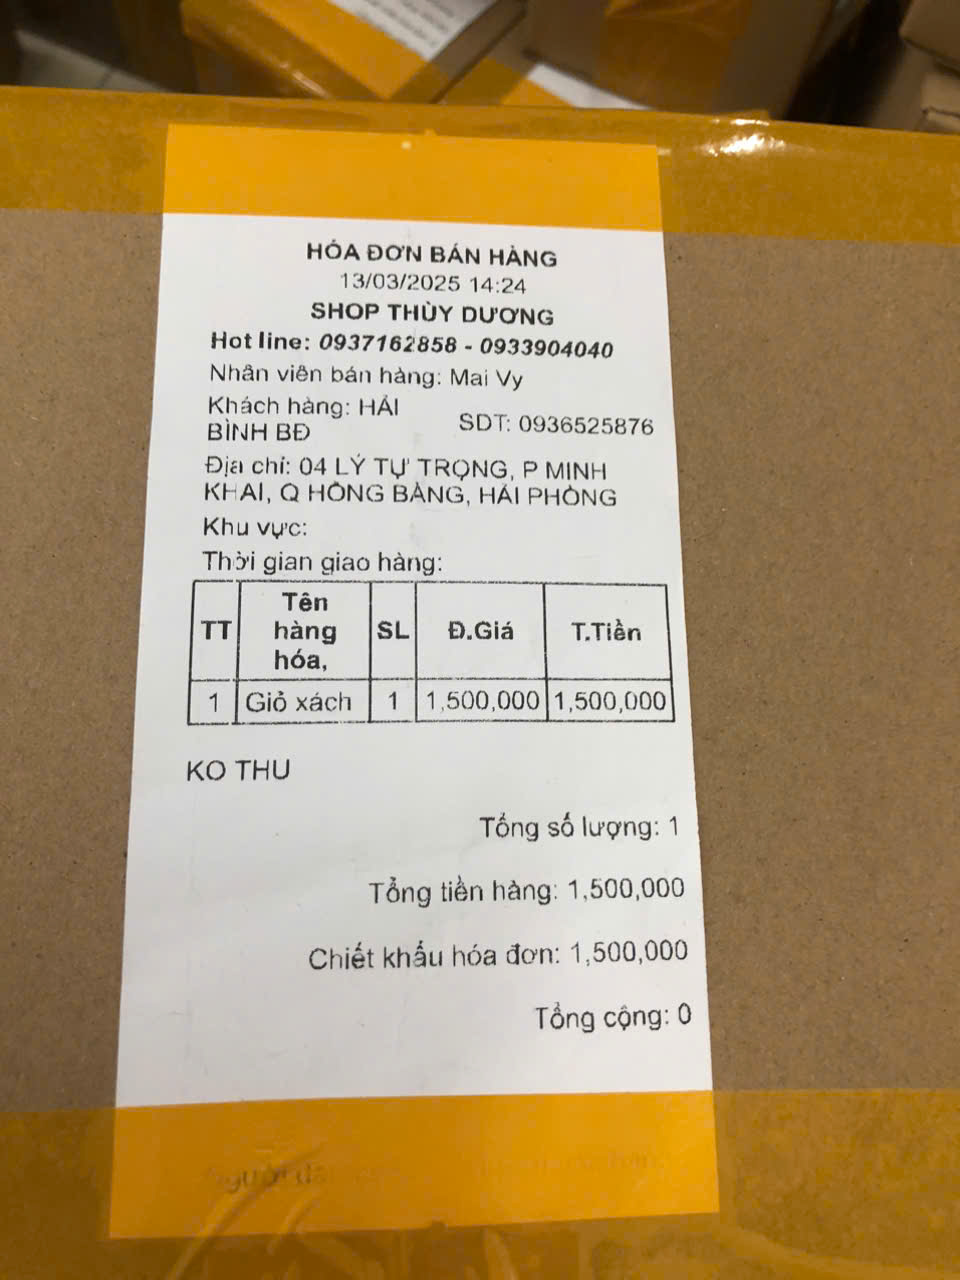 HÓA ĐƠN BÁN HÀNG
13/03/2025 14:24
SHOP THÙY DƯƠNG
Hot line: 0937162858 - 0933904040
Nhân viên bán hàng: Mai Vy
Khách hàng: HẢI
BÌNH BĐ
SDT: 0936525876
Địa chỉ: 04 LÝ TỰ TRỌNG, P MINH
KHAI, Q HỒNG BÀNG, HẢI PHÒNG
Khu vực:
Thời gian giao hàng:
TT Tên hàng hóa, SL Đ.Giá T.Tiền
1 Giỏ xách 1 1,500,000 1,500,000
KO THU
Tổng số lượng: 1
Tổng tiền hàng: 1,500,000
Chiết khấu hóa đơn: 1,500,000
Tổng cộng: 0